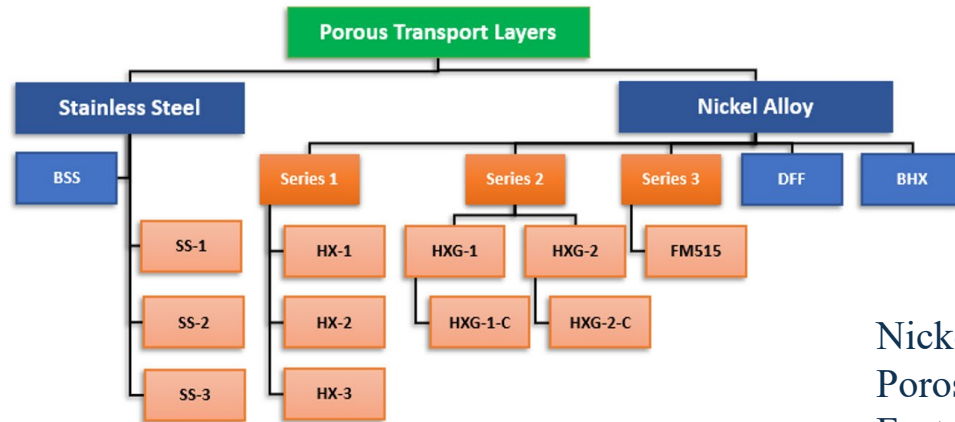 Porous Transport Layers
Stainless Steel
Nickel Alloy
BSS
Series 1
Series 2
Series 3
DFF
BHX
SS-1
HX-1
HXG-1
HXG-2
FM515
SS-2
HX-2
HXG-1-C
HXG-2-C
SS-3
HX-3
Nick
Poros